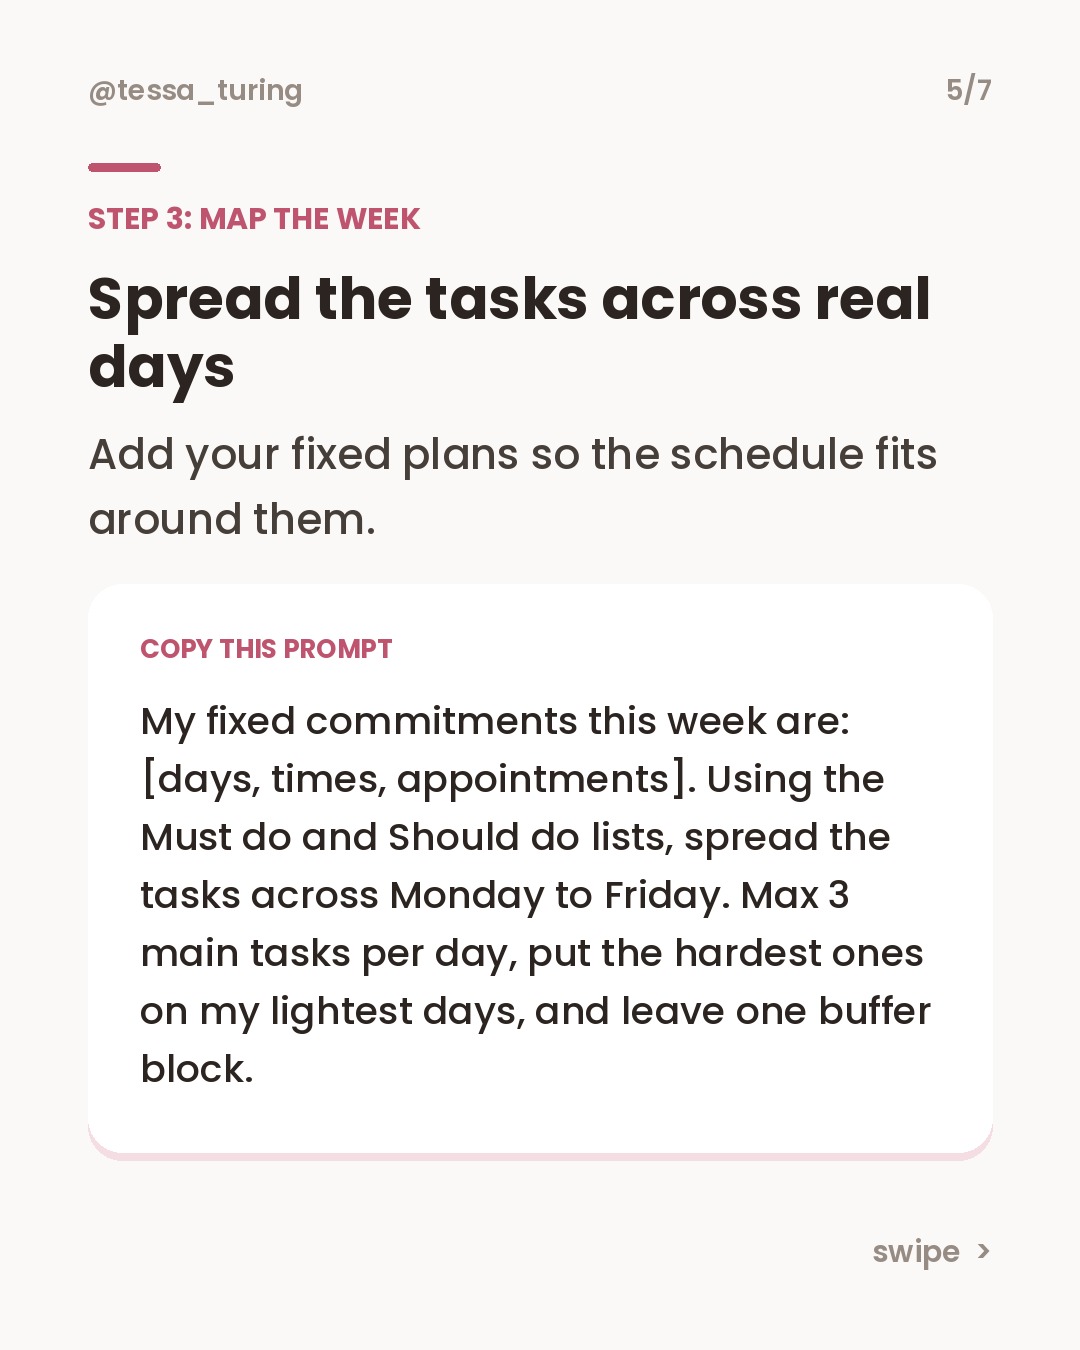 @tessa_turing
5/7
STEP 3: MAP THE WEEK
Spread the tasks across real
days
Add your fixed plans so the schedule fits
around them.
COPY THIS PROMPT
My fixed commitments this week are:
[days, times, appointments]. Using the
Must do and Should do lists, spread the
tasks across Monday to Friday. Max 3
main tasks per day, put the hardest ones
on my lightest days, and leave one buffer
block.
swipe >